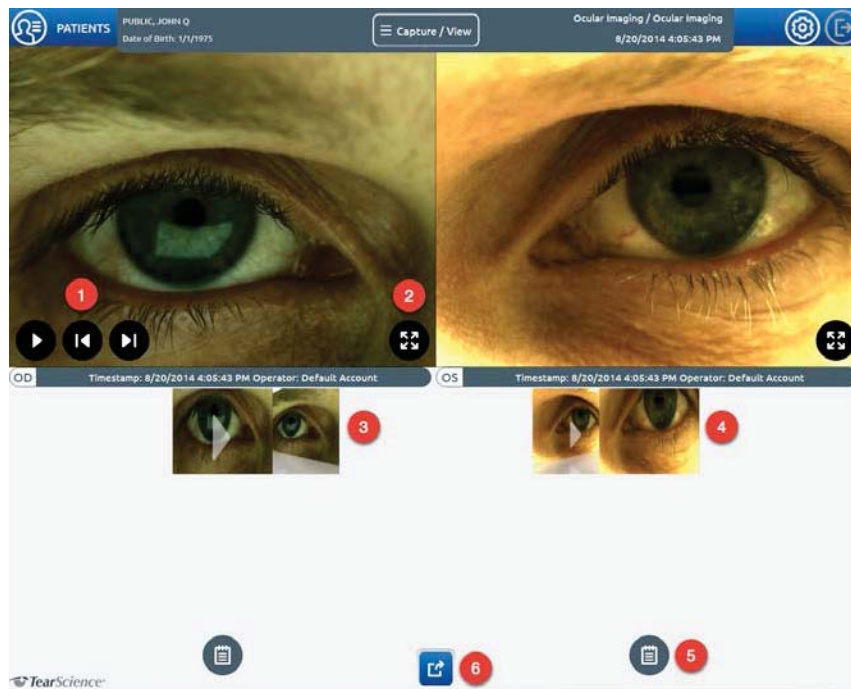 PATIENTS
PUBLIC, JOHN Q
Date of Birth: 1/1/1975
Capture / View
Ocular Imaging / Ocular Imaging
8/20/2014 4:05:43 PM
1
2
OD
Timestamp: 8/20/2014 4:05:43 PM Operator: Default Account
OS
Timestamp: 8/20/2014 4:05:43 PM Operator: Default Account
3
4
5
6
TearScience